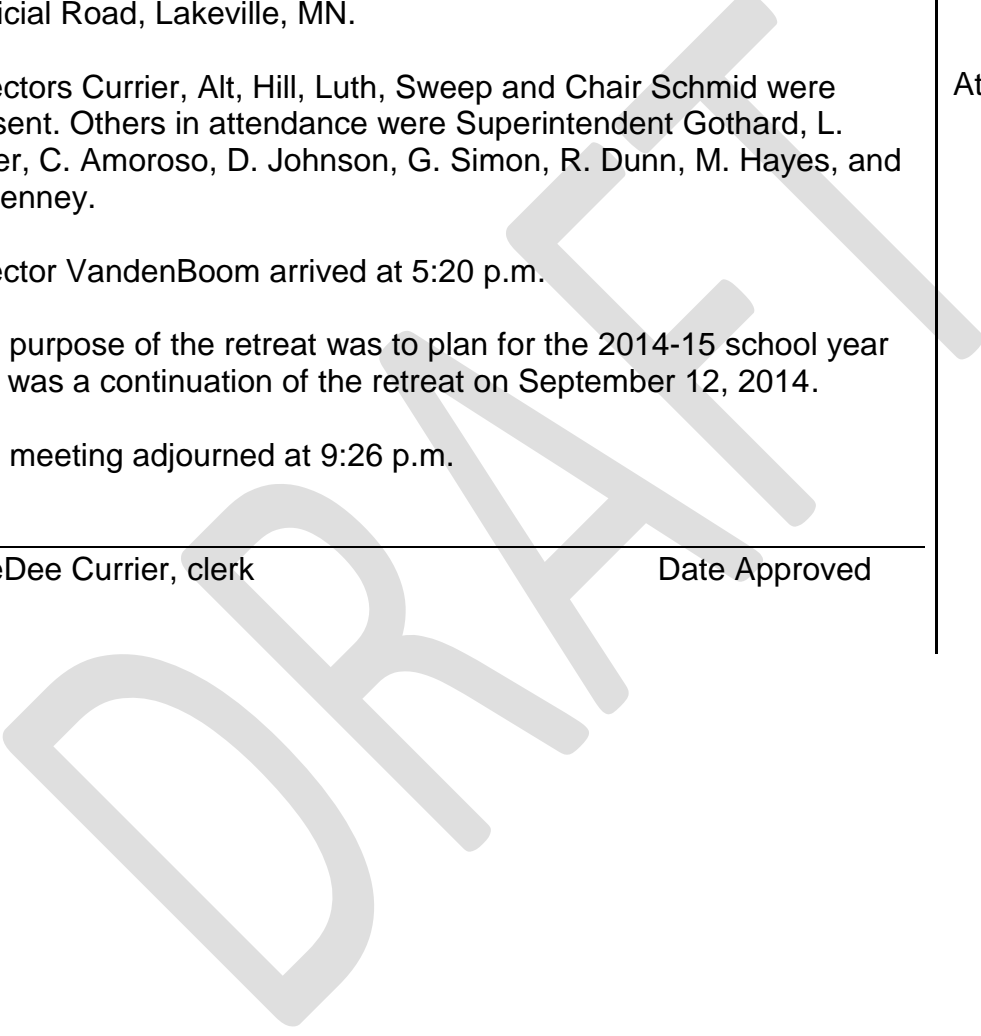 icial Road, Lakeville, MN.
ectors Currier, Alt, Hill, Luth, Sweep and Chair Schmid were
sent. Others in attendance were Superintendent Gothard, L.
er, C. Amoroso, D. Johnson, G. Simon, R. Dunn, M. Hayes, and
enney.
ector VandenBoom arrived at 5:20 p.m.
purpose of the retreat was to plan for the 2014-15 school year
was a continuation of the retreat on September 12, 2014.
meeting adjourned at 9:26 p.m.
eDee Currier, clerk Date Approved
At
DRAFT